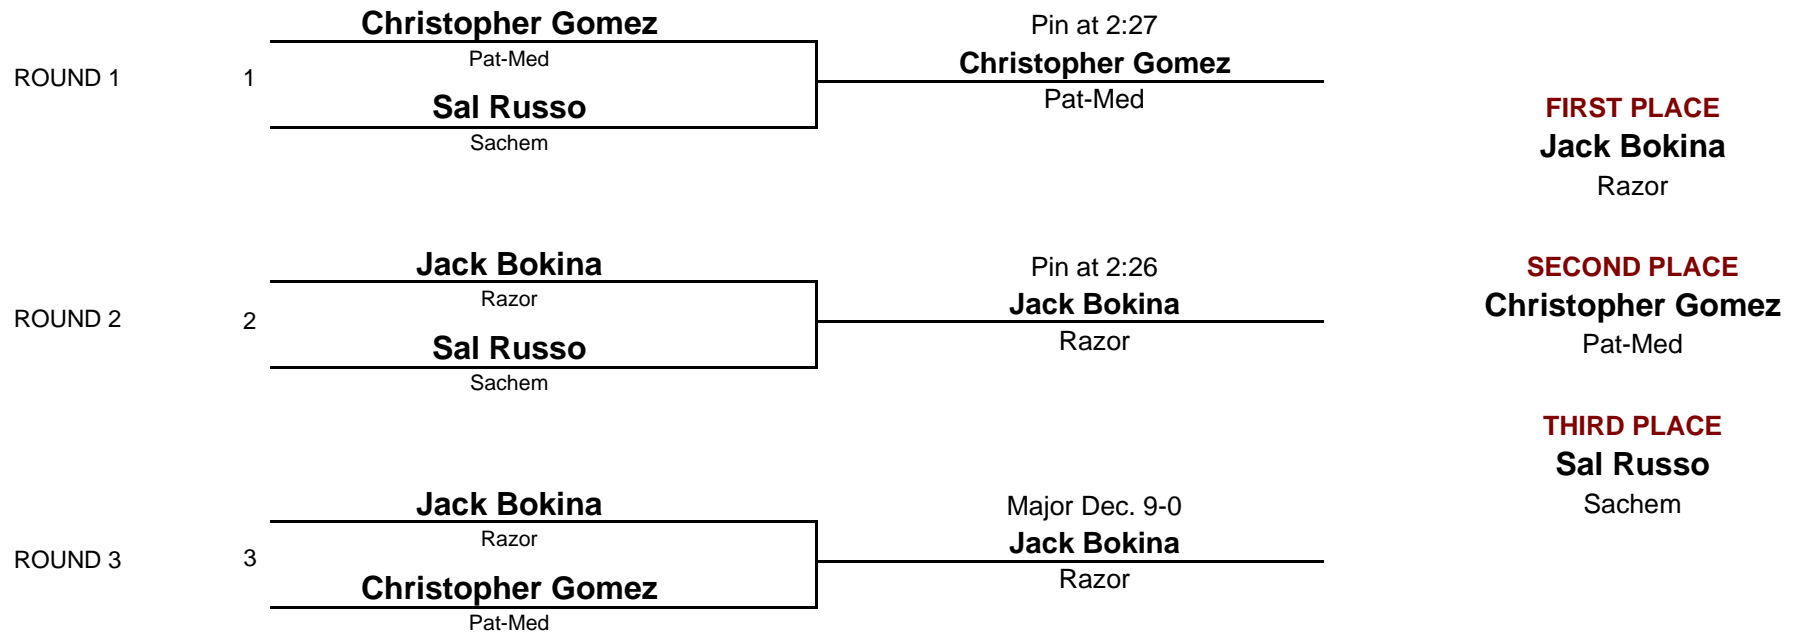 ROUND 1
1
Christopher Gomez
Pat-Med
Sal Russo
Sachem
Pin at 2:27
Christopher Gomez
Pat-Med
ROUND 2
2
Jack Bokina
Razor
Sal Russo
Sachem
Pin at 2:26
Jack Bokina
Razor
ROUND 3
3
Jack Bokina
Razor
Christopher Gomez
Pat-Med
Major Dec. 9-0
Jack Bokina
Razor
FIRST PLACE
Jack Bokina
Razor
SECOND PLACE
Christopher Gomez
Pat-Med
THIRD PLACE
Sal Russo
Sachem